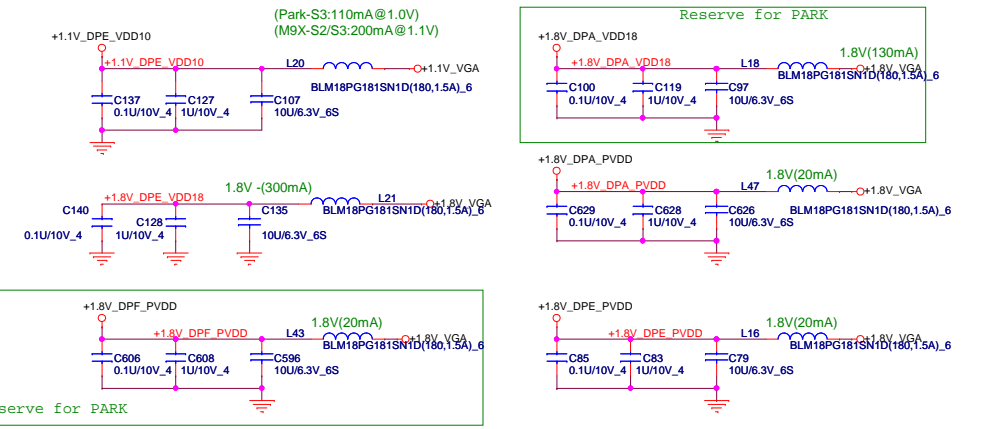 (Park-S3:110mA@1.0V)
(M9X-S2/S3:200mA@1.1V)
+1.1V_DPE_VDD10
+1.1V_DPE_VDD10
L20
+1.1V_VGA
BLM18PG181SN1D(180,1.5A)_6
C137
0.1U/10V_4
C127
1U/10V_4
C107
10U/6.3V_6S
Reserve for PARK
+1.8V_DPA_VDD18
+1.8V_DPA_VDD18
L18
1.8V(130mA)
+1.8V_VGA
BLM18PG181SN1D(180,1.5A)_6
C100
0.1U/10V_4
C119
1U/10V_4
C97
10U/6.3V_6S
+1.8V_DPE_VDD18
1.8V -(300mA)
L21
+1.8V_VGA
BLM18PG181SN1D(180,1.5A)_6
C140
0.1U/10V_4
C128
1U/10V_4
C135
10U/6.3V_6S
+1.8V_DPA_PVDD
+1.8V_DPA_PVDD
L47
1.8V(20mA)
+1.8V_VGA
BLM18PG181SN1D(180,1.5A)_6
C629
0.1U/10V_4
C628
1U/10V_4
C626
10U/6.3V_6S
+1.8V_DPF_PVDD
+1.8V_DPF_PVDD
L43
1.8V(20mA)
+1.8V_VGA
BLM18PG181SN1D(180,1.5A)_6
C606
0.1U/10V_4
C608
1U/10V_4
C596
10U/6.3V_6S
serve for PARK
+1.8V_DPE_PVDD
+1.8V_DPE_PVDD
L16
1.8V(20mA)
+1.8V_VGA
BLM18PG181SN1D(180,1.5A)_6
C85
0.1U/10V_4
C83
1U/10V_4
C79
10U/6.3V_6S